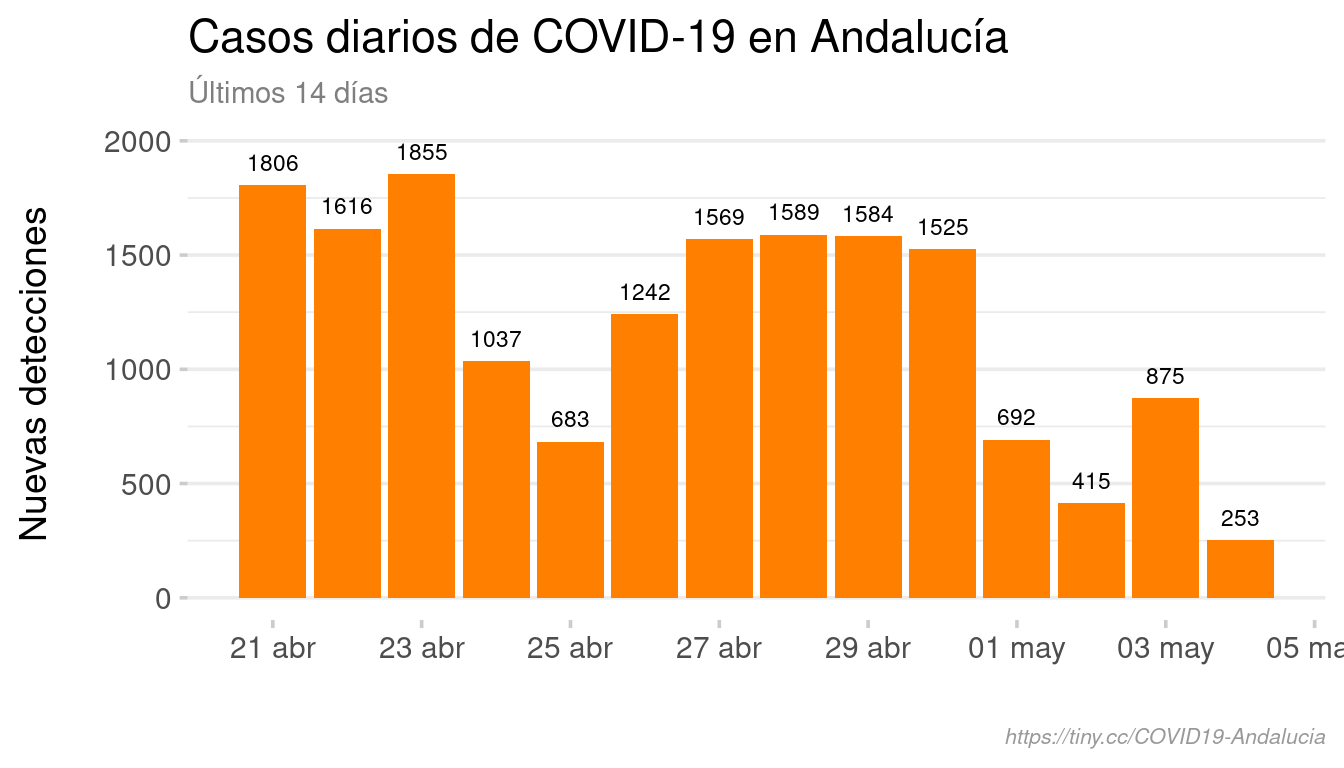 Casos diarios de COVID-19 en Andalucía
Últimos 14 días
Nuevas detecciones
2000
1500
1000
500
0
1806
1616
1855
1037
683
1242
1569
1589
1584
1525
692
415
875
253
21 abr
23 abr
25 abr
27 abr
29 abr
01 may
03 may
05 ma
https://tiny.cc/COVID19-Andalucia